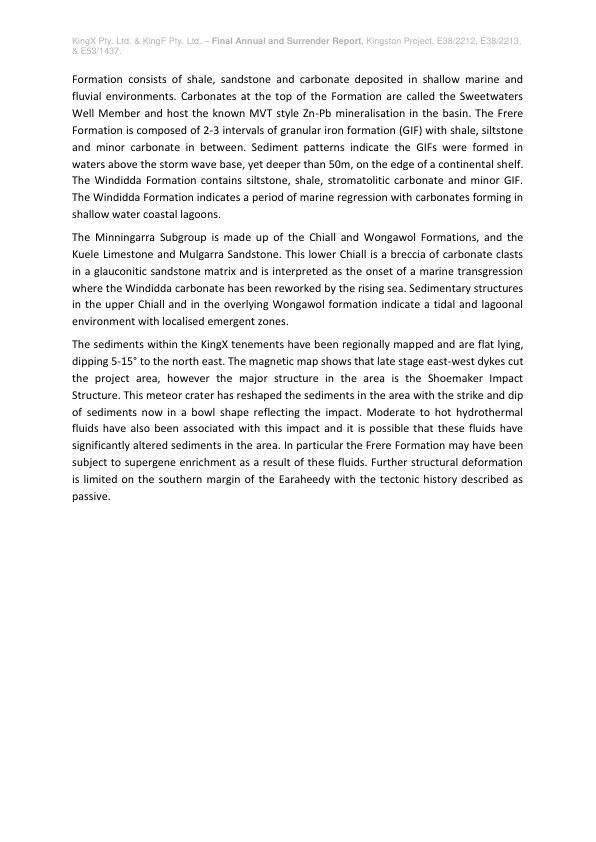 KingX Pty. Ltd. & KingF Pty. Ltd. – Final Annual and Surrender Report, Kingston Project, E38/2212, E38/2213,
& E53/1437.
Formation consists of shale, sandstone and carbonate deposited in shallow marine and
fluvial environments. Carbonates at the top of the Formation are called the Sweetwaters
Well Member and host the known MVT style Zn-Pb mineralisation in the basin. The Frere
Formation is composed of 2-3 intervals of granular iron formation (GIF) with shale, siltstone
and minor carbonate in between. Sediment patterns indicate the GIFs were formed in
waters above the storm wave base, yet deeper than 50m, on the edge of a continental shelf.
The Windidda Formation contains siltstone, shale, stromatolitic carbonate and minor GIF.
The Windidda Formation indicates a period of marine regression with carbonates forming in
shallow water coastal lagoons.
The Minningarra Subgroup is made up of the Chiall and Wongawol Formations, and the
Kuele Limestone and Mulgarra Sandstone. This lower Chiall is a breccia of carbonate clasts
in a glauconitic sandstone matrix and is interpreted as the onset of a marine transgression
where the Windidda carbonate has been reworked by the rising sea. Sedimentary structures
in the upper Chiall and in the overlying Wongawol formation indicate a tidal and lagoonal
environment with localised emergent zones.
The sediments within the KingX tenements have been regionally mapped and are flat lying,
dipping 5-15° to the north east. The magnetic map shows that late stage east-west dykes cut
the project area, however the major structure in the area is the Shoemaker Impact
Structure. This meteor crater has reshaped the sediments in the area with the strike and dip
of sediments now in a bowl shape reflecting the impact. Moderate to hot hydrothermal
fluids have also been associated with this impact and it is possible that these fluids have
significantly altered sediments in the area. In particular the Frere Formation may have been
subject to supergene enrichment as a result of these fluids. Further structural deformation
is limited on the southern margin of the Earaheedy with the tectonic history described as
passive.